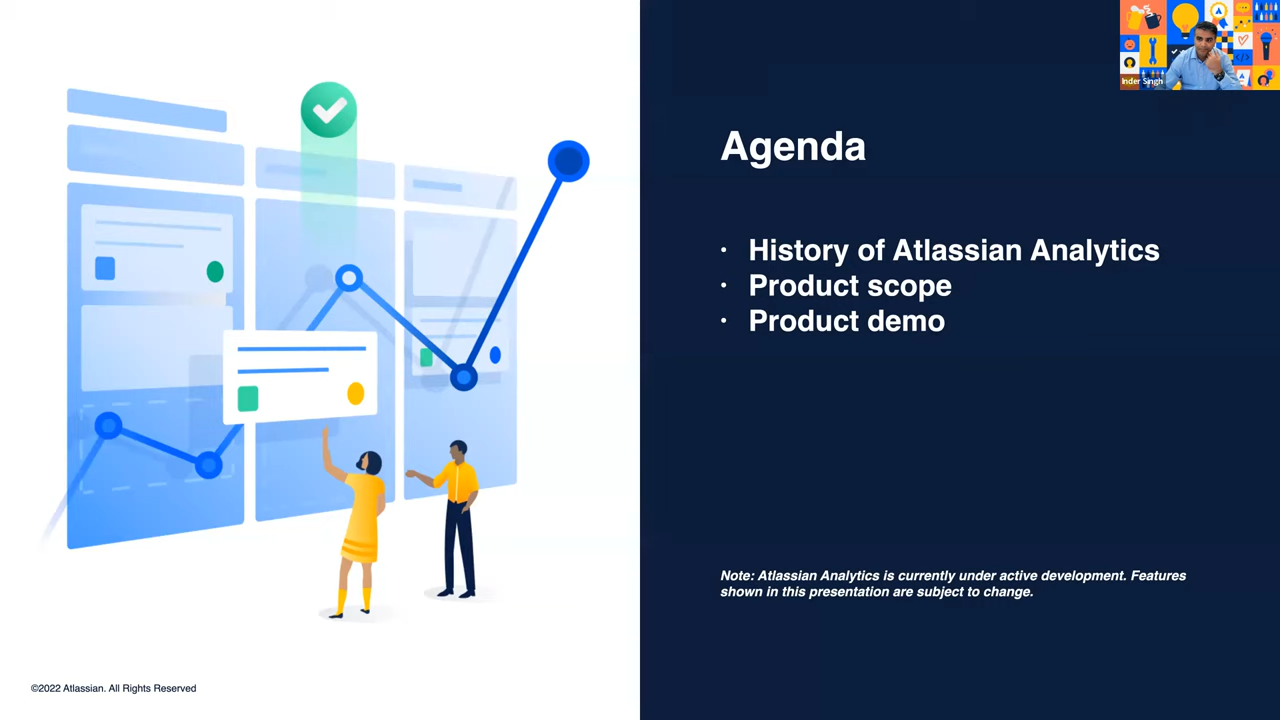 Inder Singh
Agenda
· History of Atlassian Analytics
· Product scope
· Product demo
Note: Atlassian Analytics is currently under active development. Features
shown in this presentation are subject to change.
©2022 Atlassian. All Rights Reserved